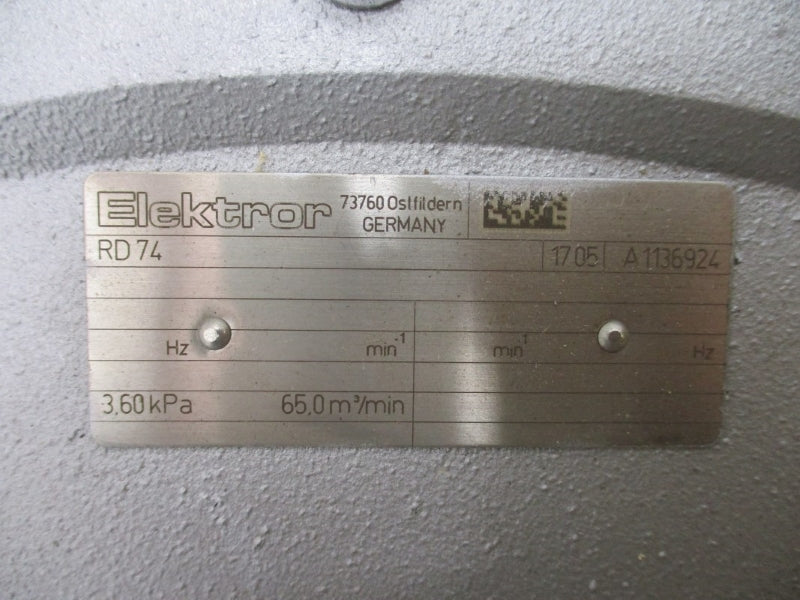 Elektror 73760 Ostfildern
GERMANY
RD 74 1705 A 1136924
Hz min⁻¹ min⁻¹ Hz
3,60 kPa 65,0 m³/min